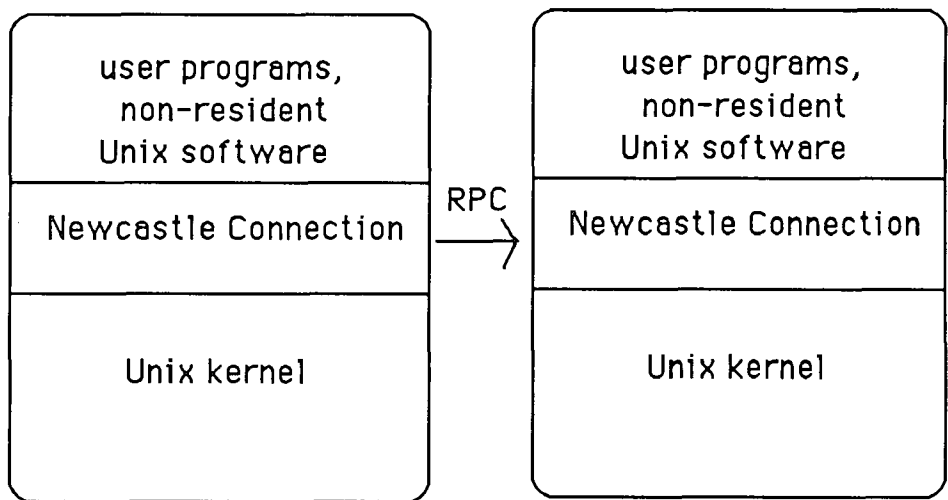 user programs,
non-resident
Unix software
Newcastle Connection
Unix kernel
RPC
user programs,
non-resident
Unix software
Newcastle Connection
Unix kernel